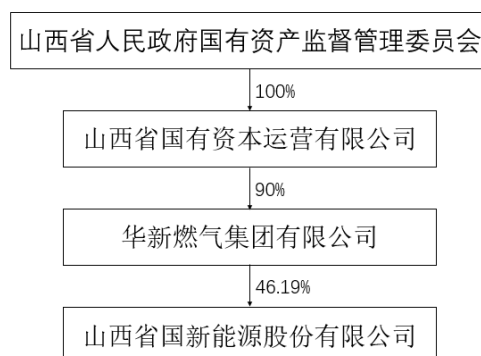 山西省人民政府国有资产监督管理委员会
100%
山西省国有资本运营有限公司
90%
华新燃气集团有限公司
46.19%
山西省国新能源股份有限公司